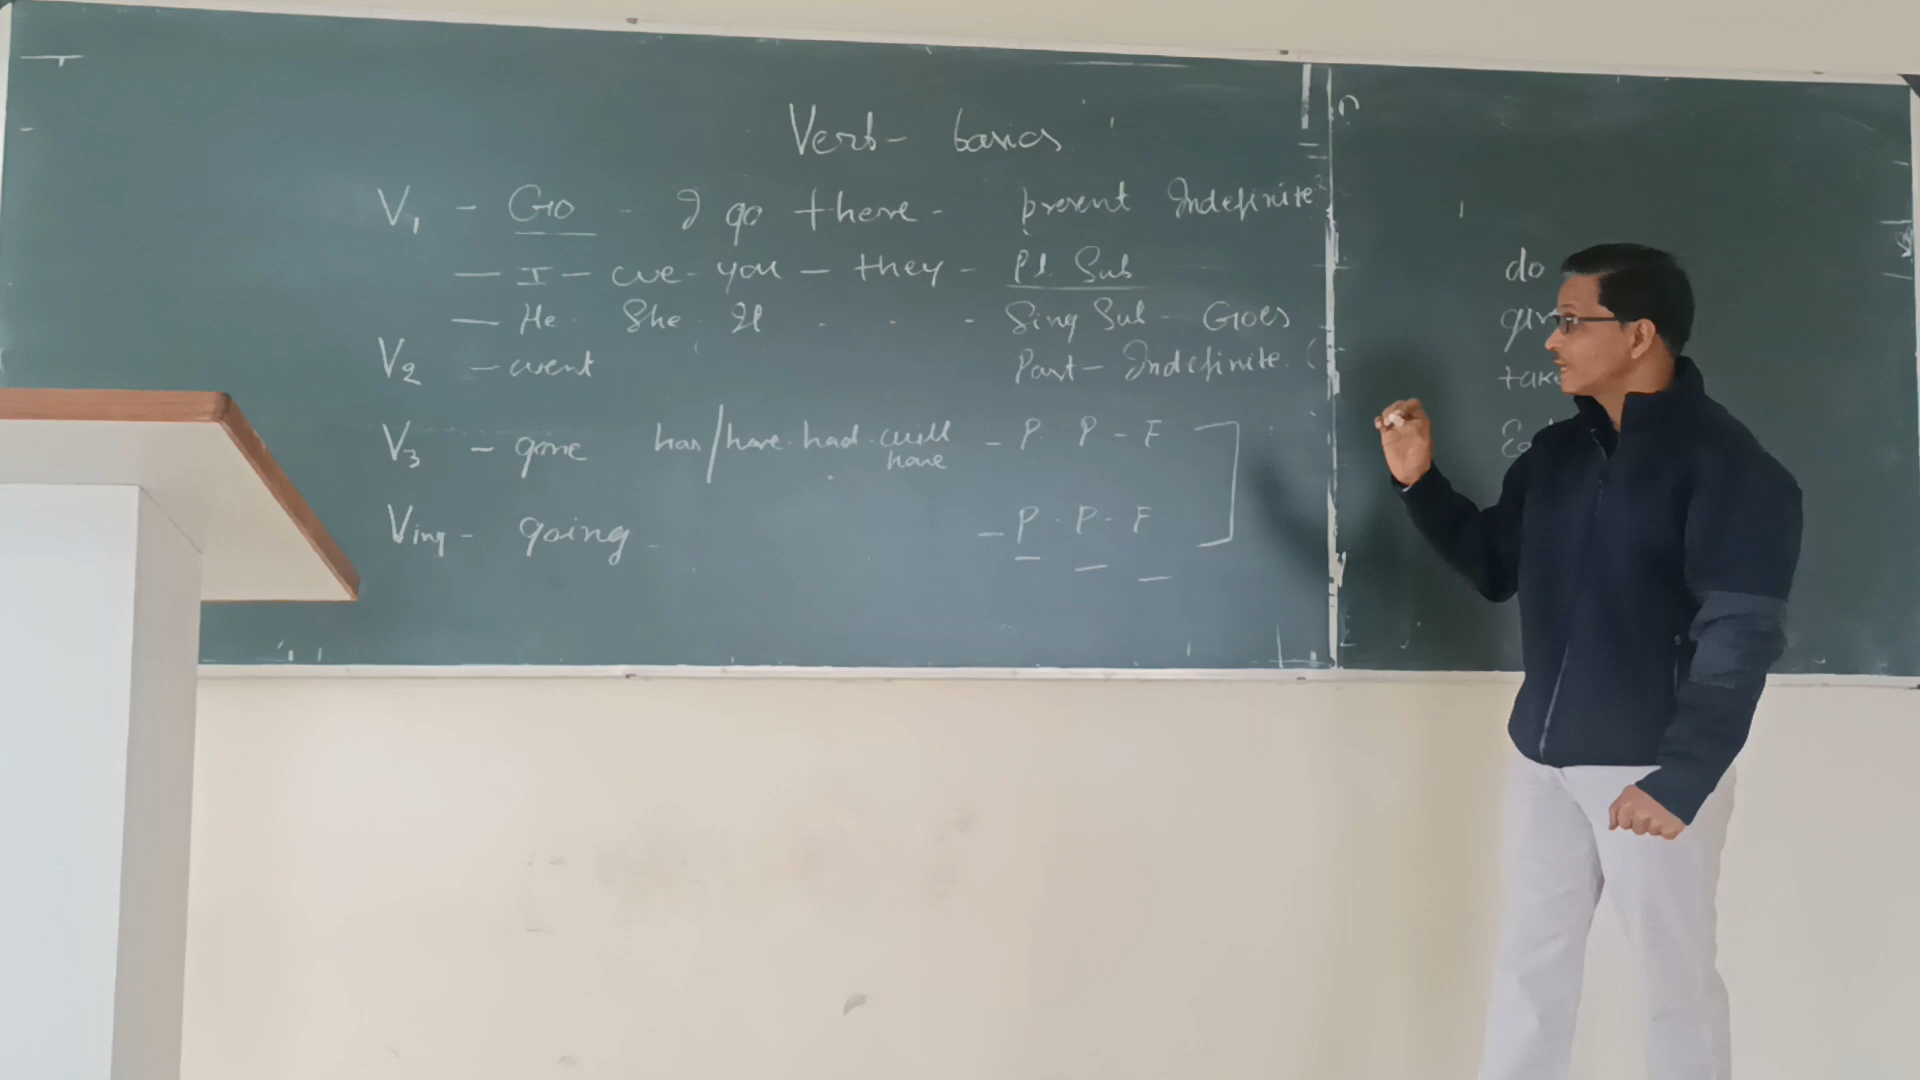 Verb - basics
V1 - Go - I go there - present Indefinite
— I — we - you — they - Pl. Sub
— He She It - - - Sing Sub - Goes
V2 - went Past - Indefinite
V3 - gone has/have - had - will have - P P - F
Ving - going - P - P - F
do
take